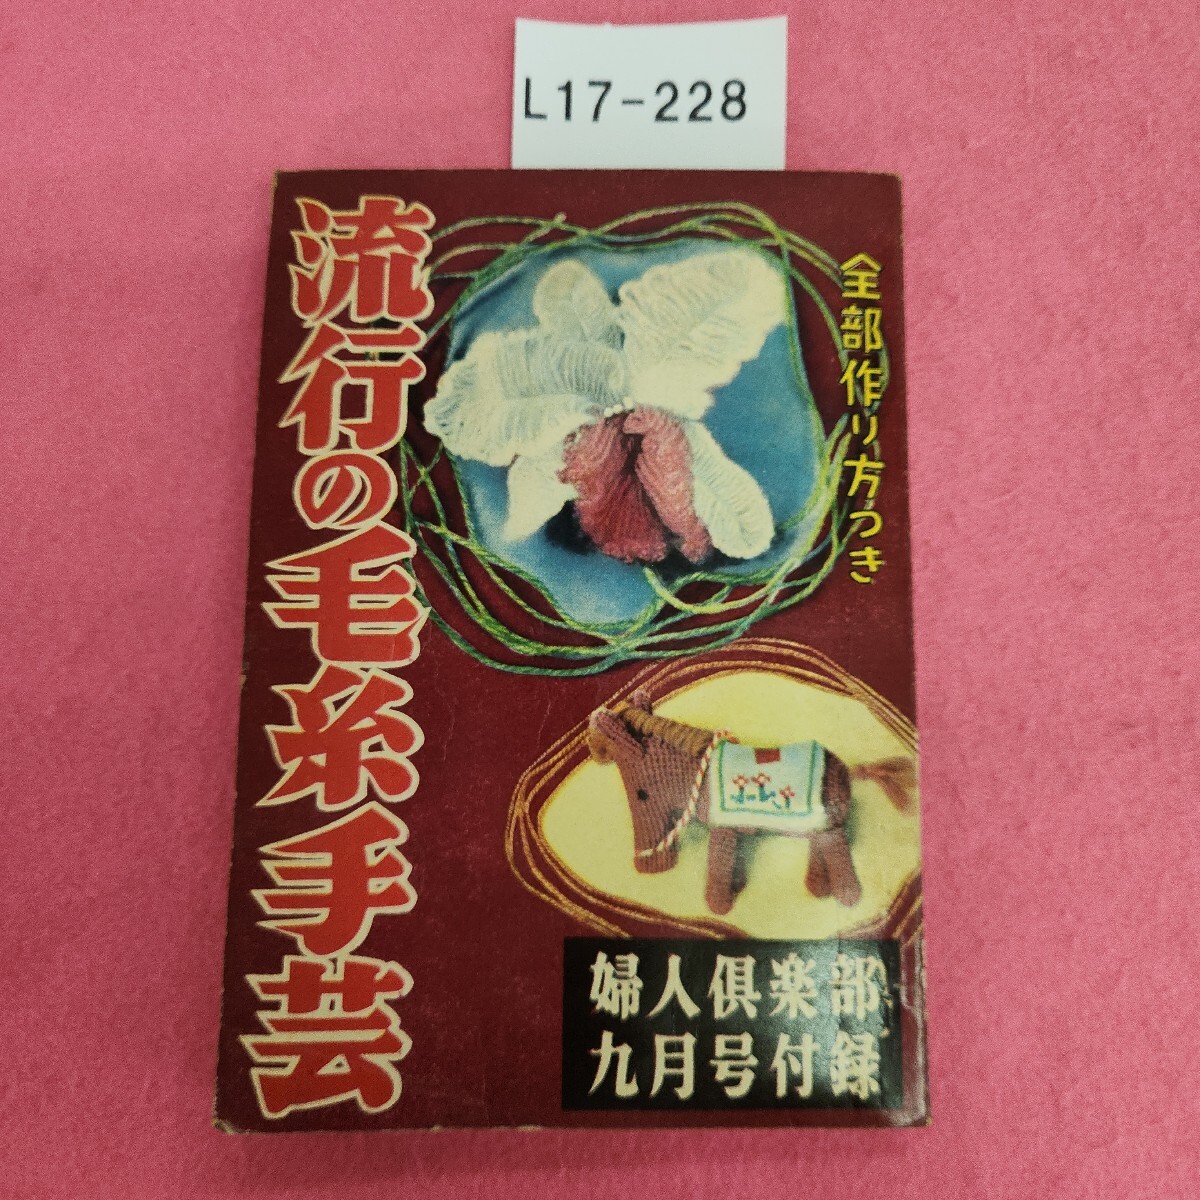 L17-228
全部作り方つき
流行の毛糸手芸
婦人倶楽部
九月号付録